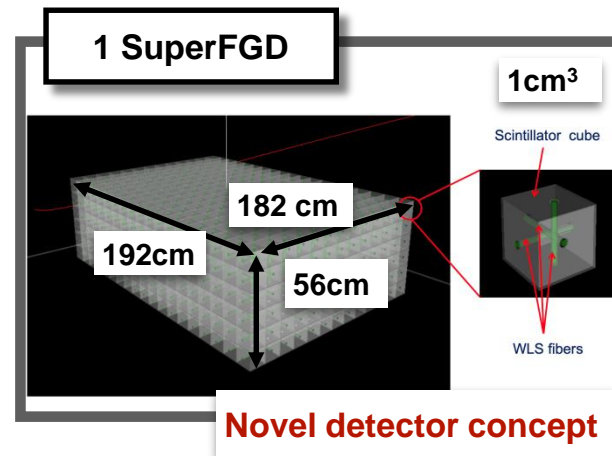 1 SuperFGD
1cm³
Scintillator cube
182 cm
192cm
56cm
WLS fibers
Novel detector concept